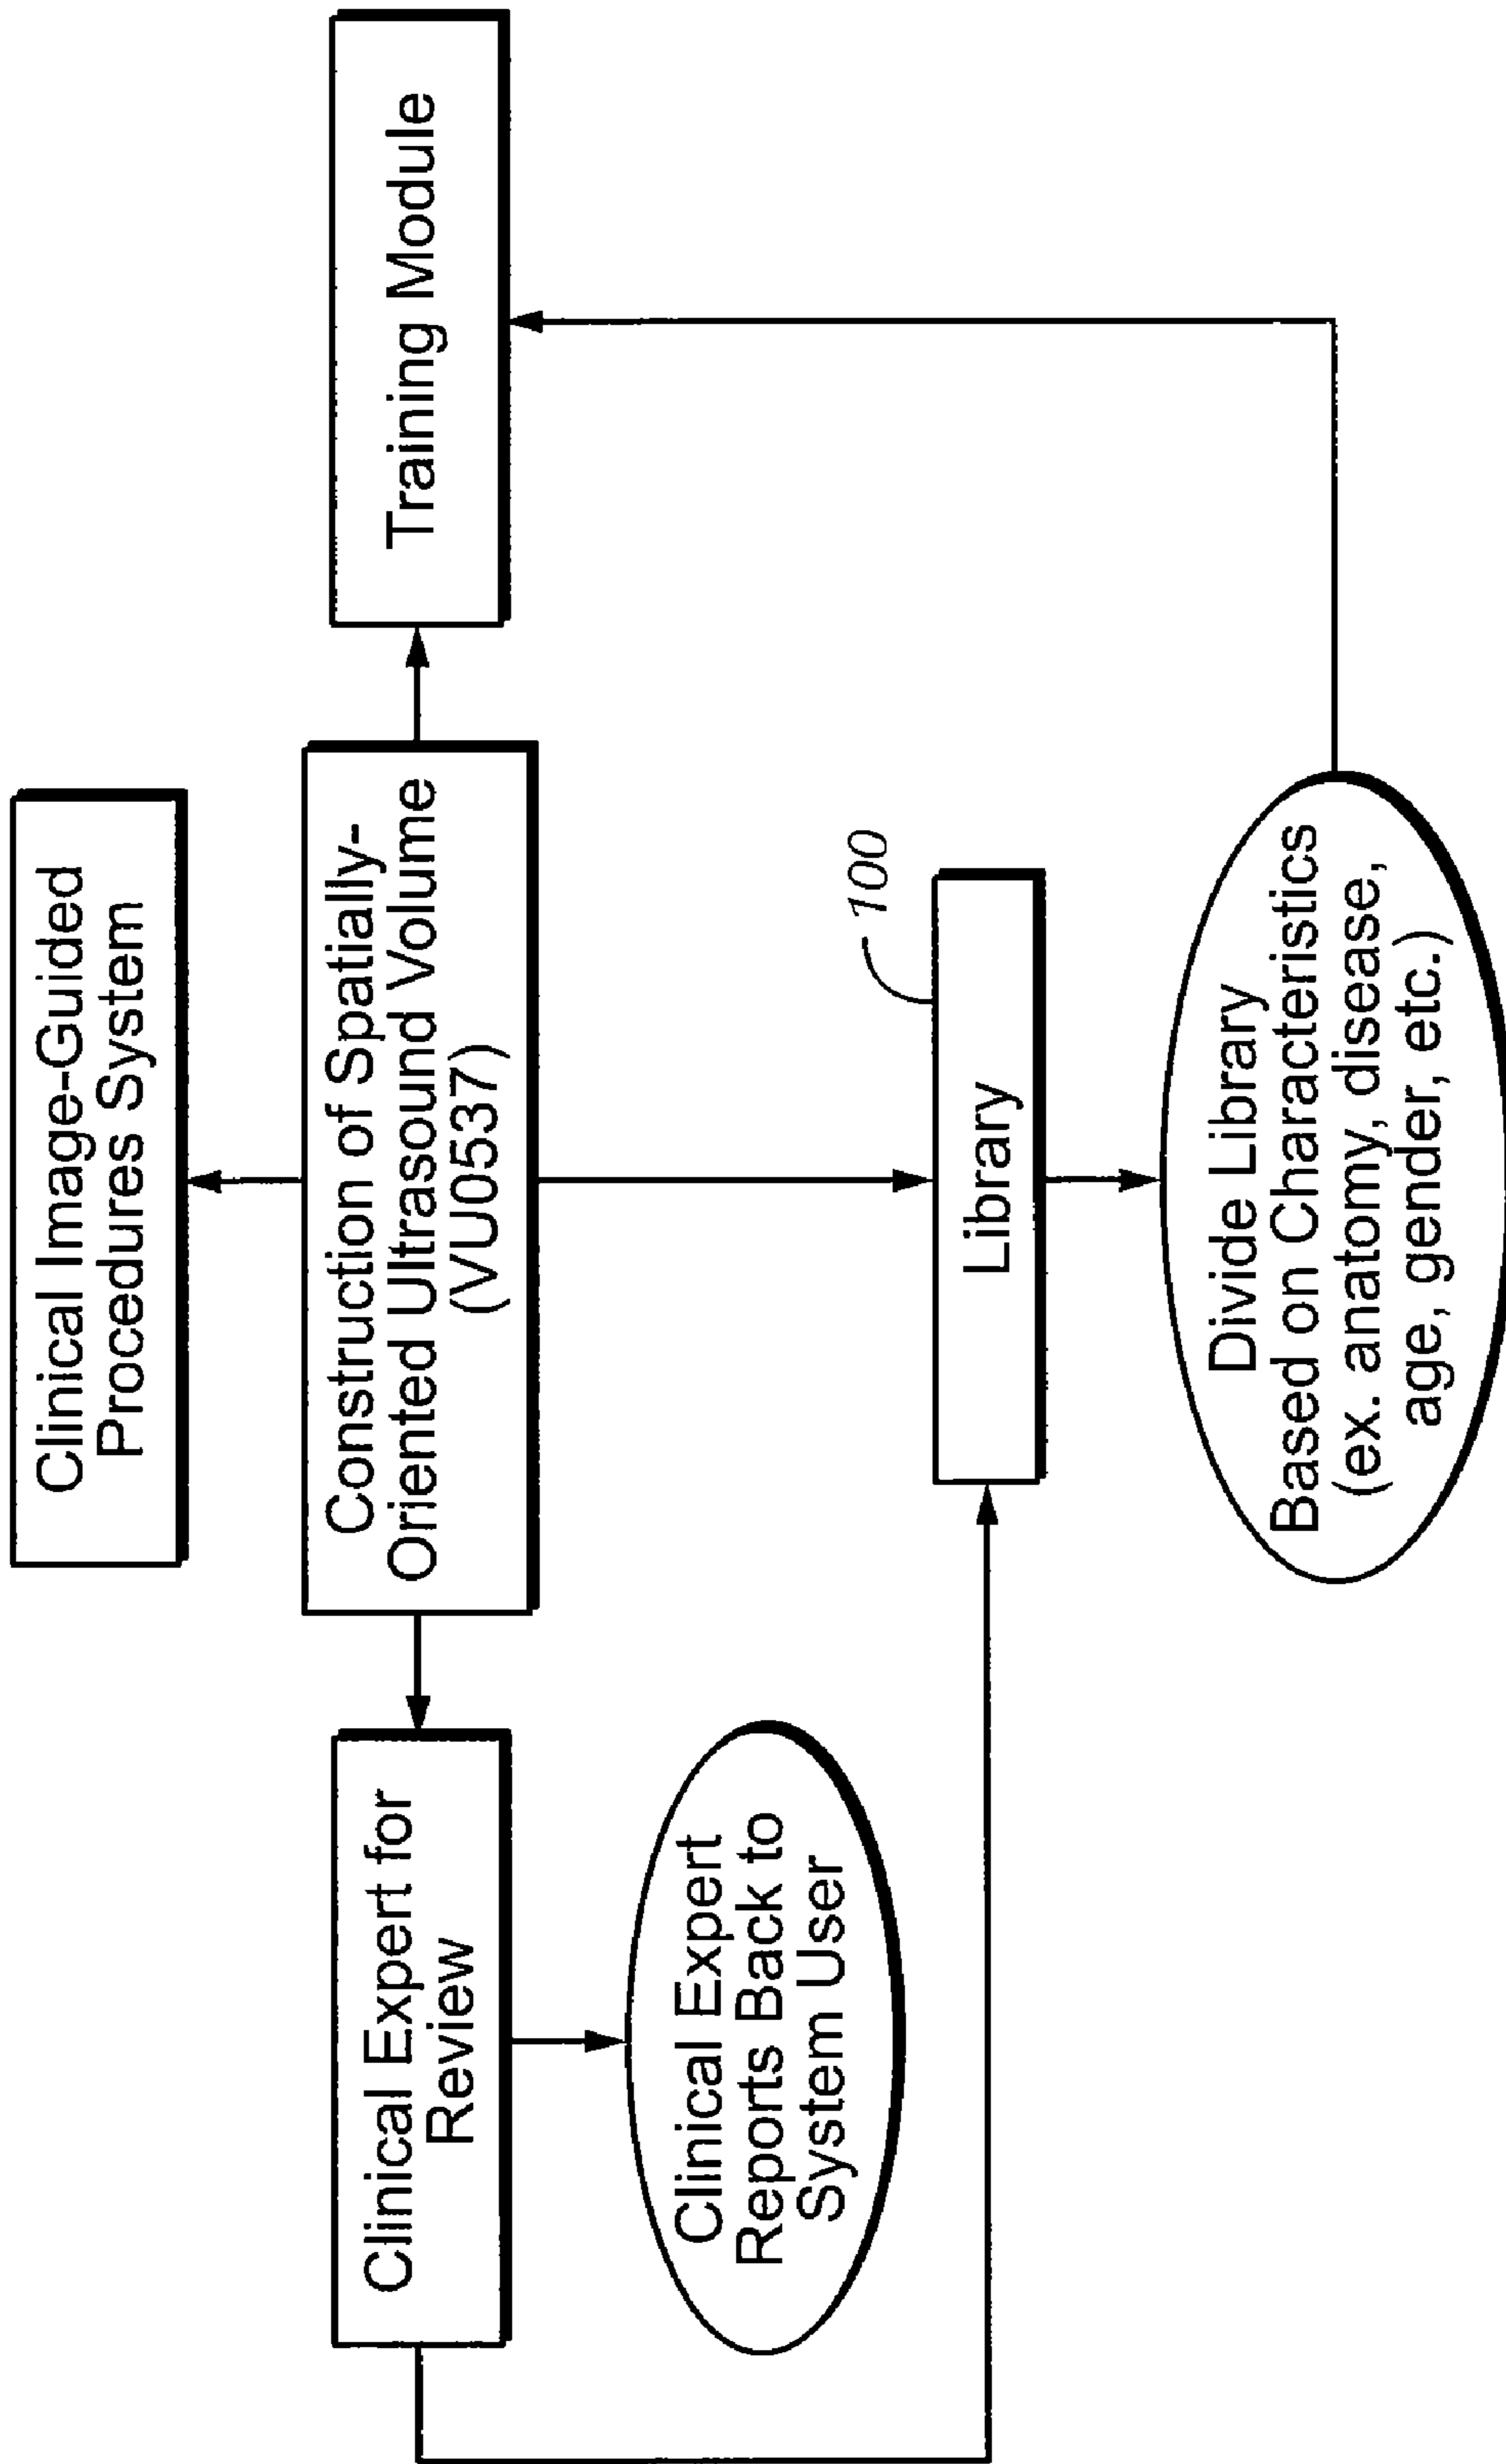 Clinical Image-Guided
Procedures System
Clinical Expert for
Review
Construction of Spatially-
Oriented Ultrasound Volume
(VU0537)
Training Module
Clinical Expert
Reports Back to
System User
100
Library
Divide Library
Based on Characteristics
(ex. anatomy, disease,
age, gender, etc.)